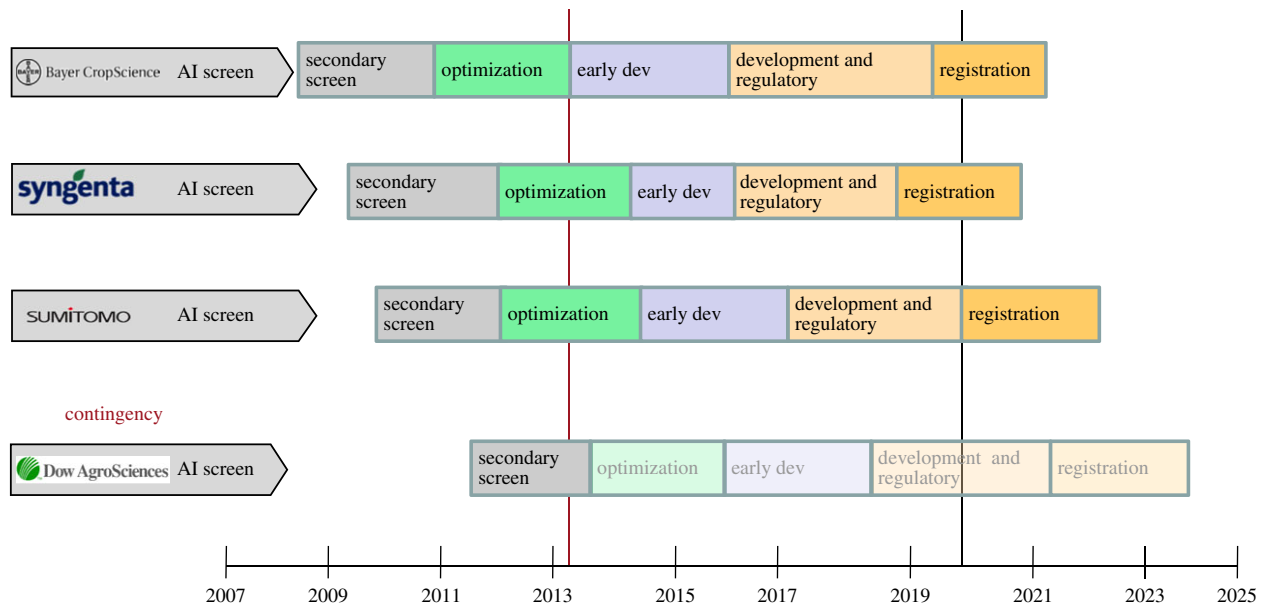 BAYER Bayer CropScience AI screen
secondary
screen
optimization
early dev
development and
regulatory
registration
syngenta AI screen
secondary
screen
optimization
early dev
development and
regulatory
registration
SUMITOMO AI screen
secondary
screen
optimization
early dev
development and
regulatory
registration
contingency
Dow AgroSciences AI screen
secondary
screen
optimization
early dev
development and
regulatory
registration
2007 2009 2011 2013 2015 2017 2019 2021 2023 2025